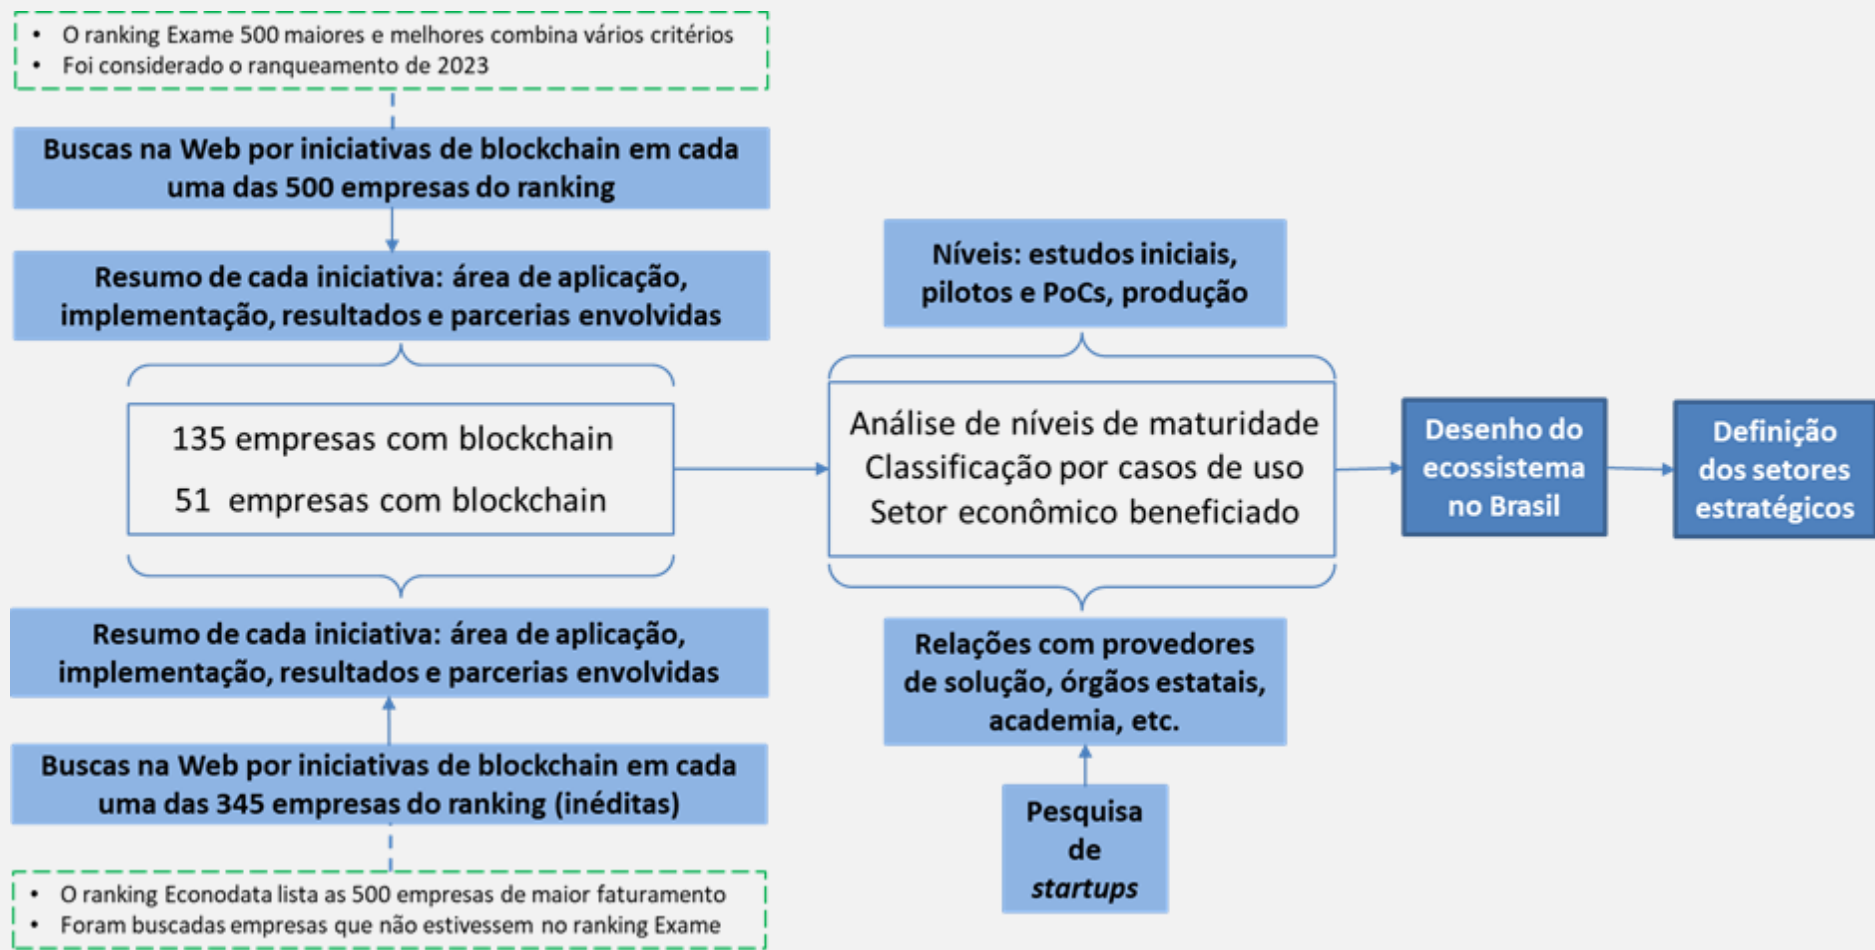 • O ranking Exame 500 maiores e melhores combina vários critérios
• Foi considerado o ranqueamento de 2023
Buscas na Web por iniciativas de blockchain em cada
uma das 500 empresas do ranking
Resumo de cada iniciativa: área de aplicação,
implementação, resultados e parcerias envolvidas
135 empresas com blockchain
51 empresas com blockchain
Resumo de cada iniciativa: área de aplicação,
implementação, resultados e parcerias envolvidas
Buscas na Web por iniciativas de blockchain em cada
uma das 345 empresas do ranking (inéditas)
• O ranking Econodata lista as 500 empresas de maior faturamento
• Foram buscadas empresas que não estivessem no ranking Exame
Níveis: estudos iniciais,
pilotos e PoCs, produção
Análise de níveis de maturidade
Classificação por casos de uso
Setor econômico beneficiado
Relações com provedores
de solução, órgãos estatais,
academia, etc.
Pesquisa
de
startups
Desenho do
ecossistema
no Brasil
Definição
dos setores
estratégicos